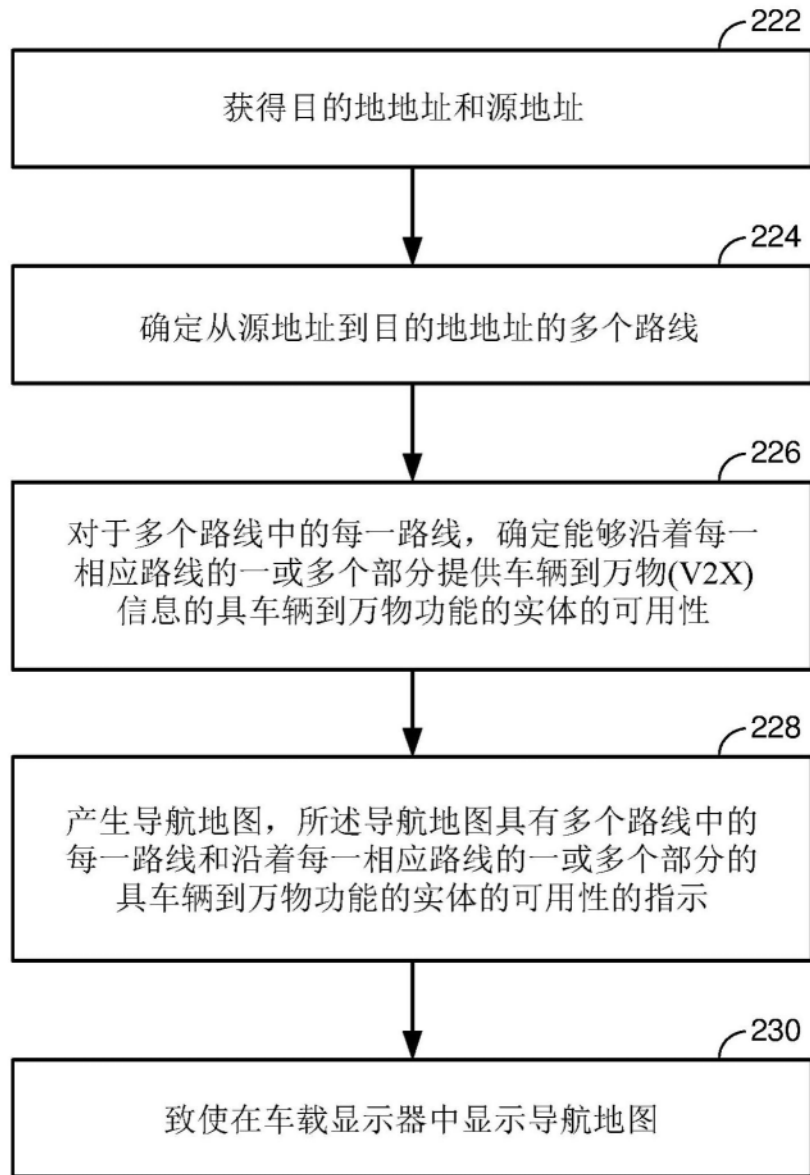 222
获得目的地地址和源地址
224
确定从源地址到目的地地址的多个路线
226
对于多个路线中的每一路线，确定能够沿着每一
相应路线的一或多个部分提供车辆到万物(V2X)
信息的具车辆到万物功能的实体的可用性
228
产生导航地图，所述导航地图具有多个路线中的
每一路线和沿着每一相应路线的一或多个部分的
具车辆到万物功能的实体的可用性的指示
230
致使在车载显示器中显示导航地图